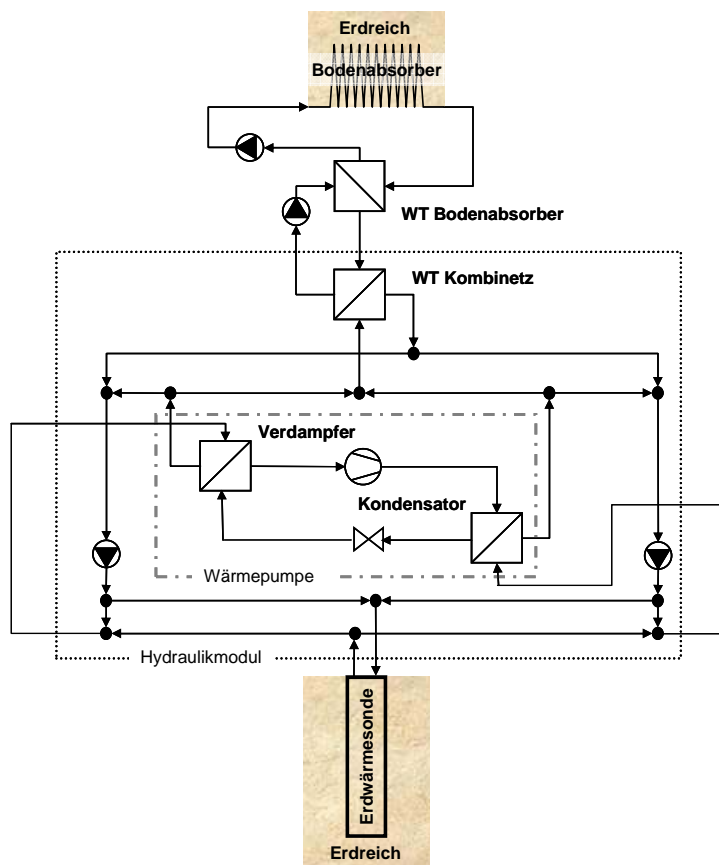 Erdreich
Bodenabsorber
WT Bodenabsorber
WT Kombinetz
Verdampfer
Kondensator
Wärmepumpe
Hydraulikmodul
Erdwärmesonde
Erdreich